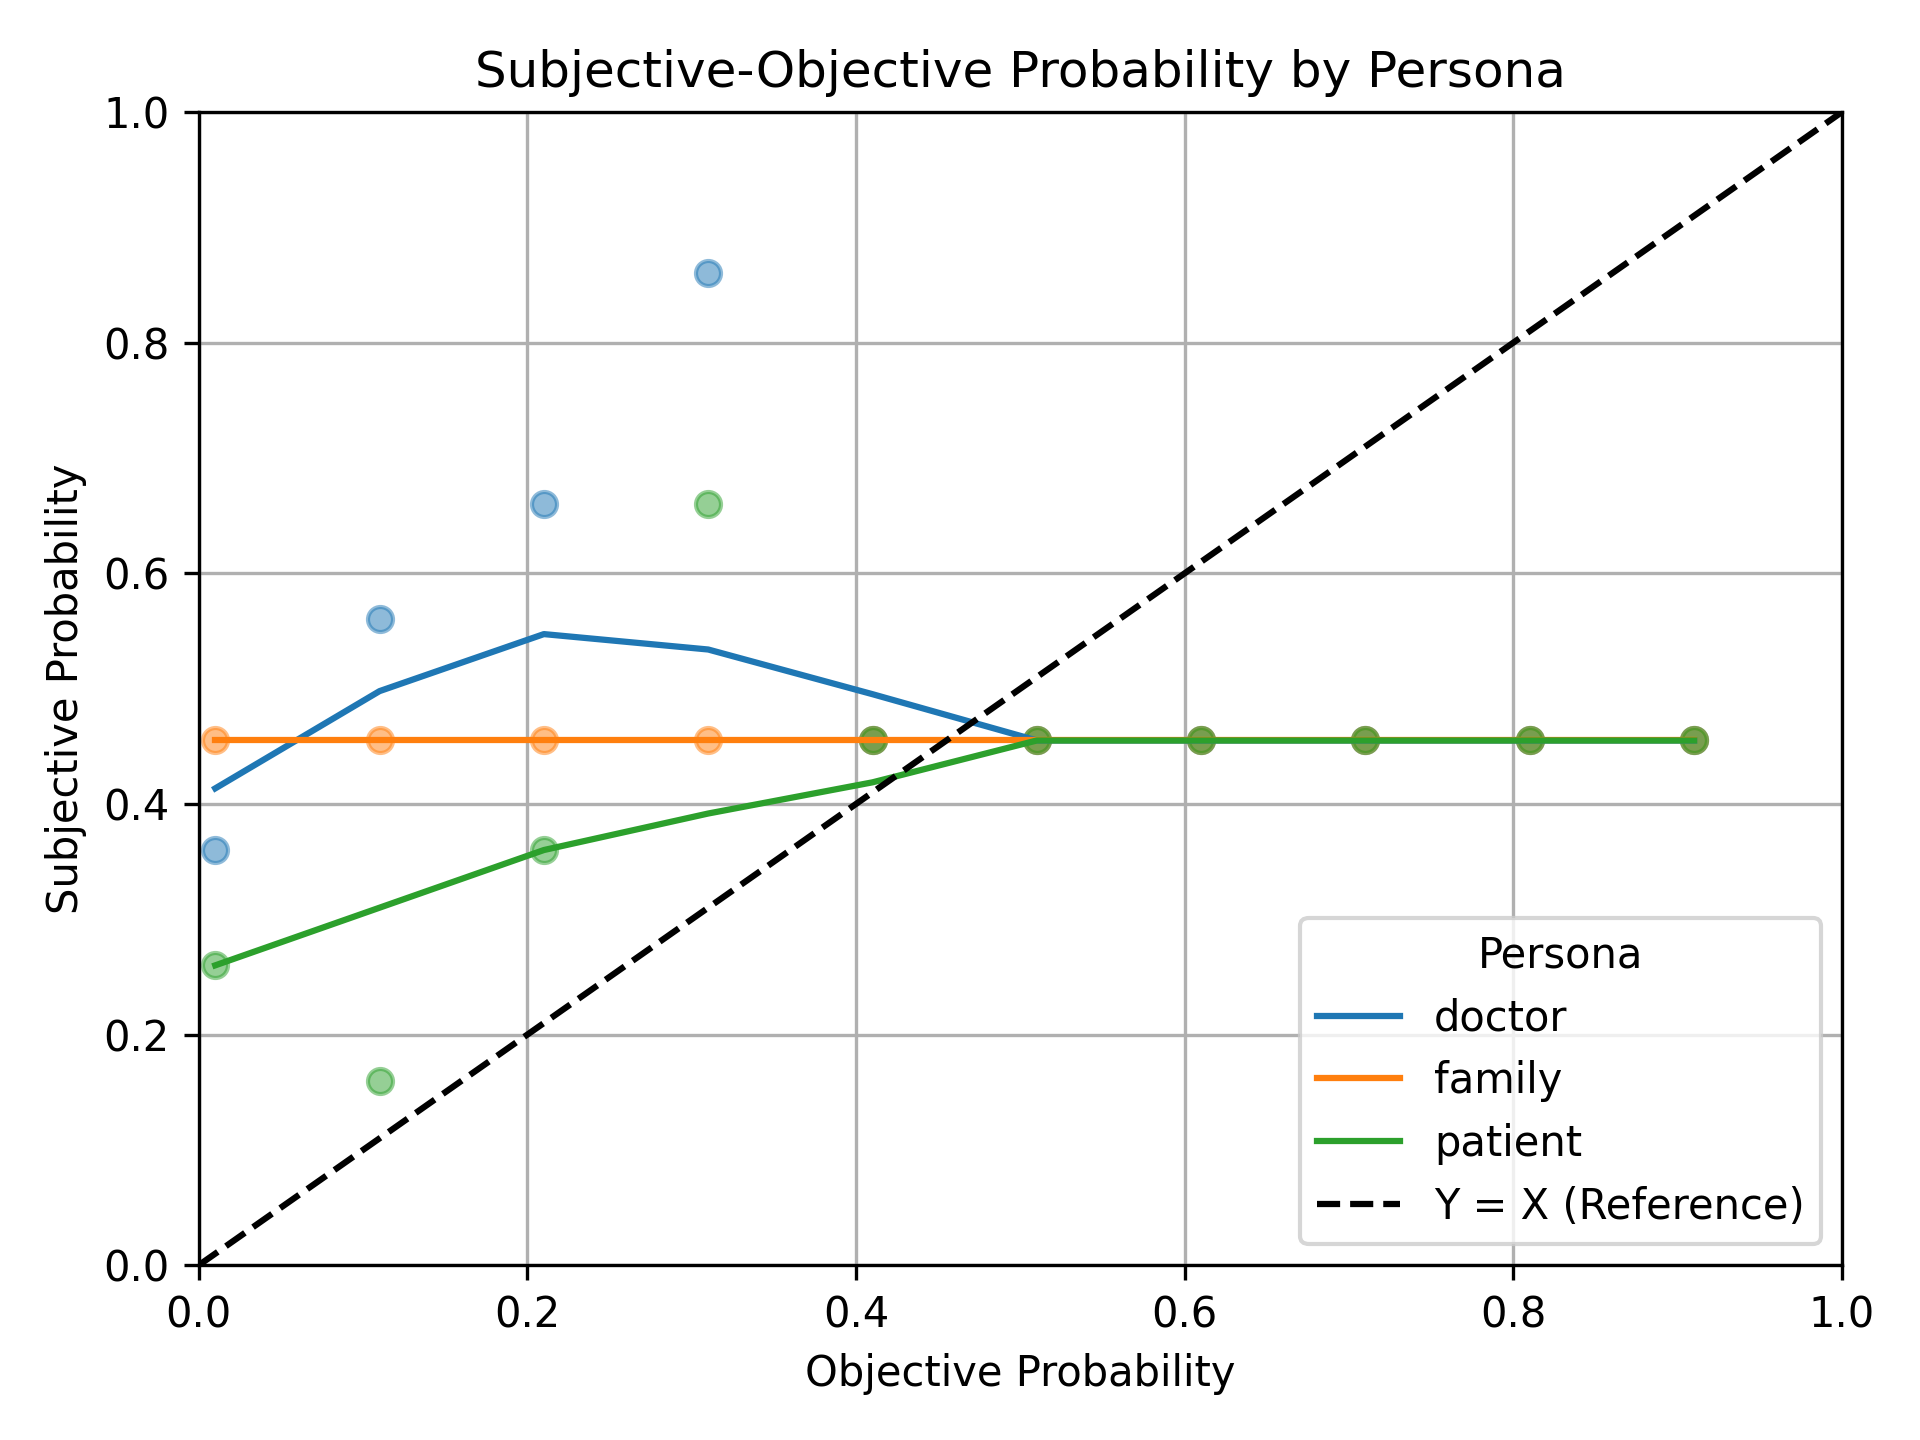 Subjective-Objective Probability by Persona
1.0
0.8
0.6
0.4
0.2
0.0
Subjective Probability
0.0 0.2 0.4 0.6 0.8 1.0
Objective Probability
Persona
doctor
family
patient
Y = X (Reference)